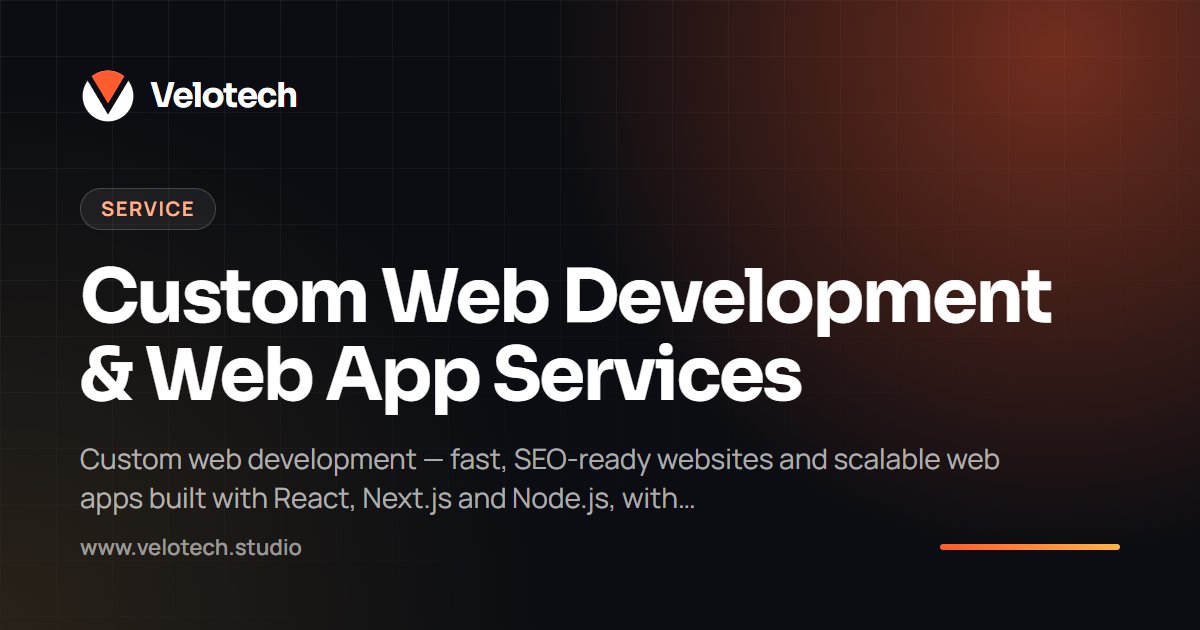 Velotech
SERVICE
Custom Web Development
& Web App Services
Custom web development — fast, SEO-ready websites and scalable web
apps built with React, Next.js and Node.js, with...
www.velotech.studio